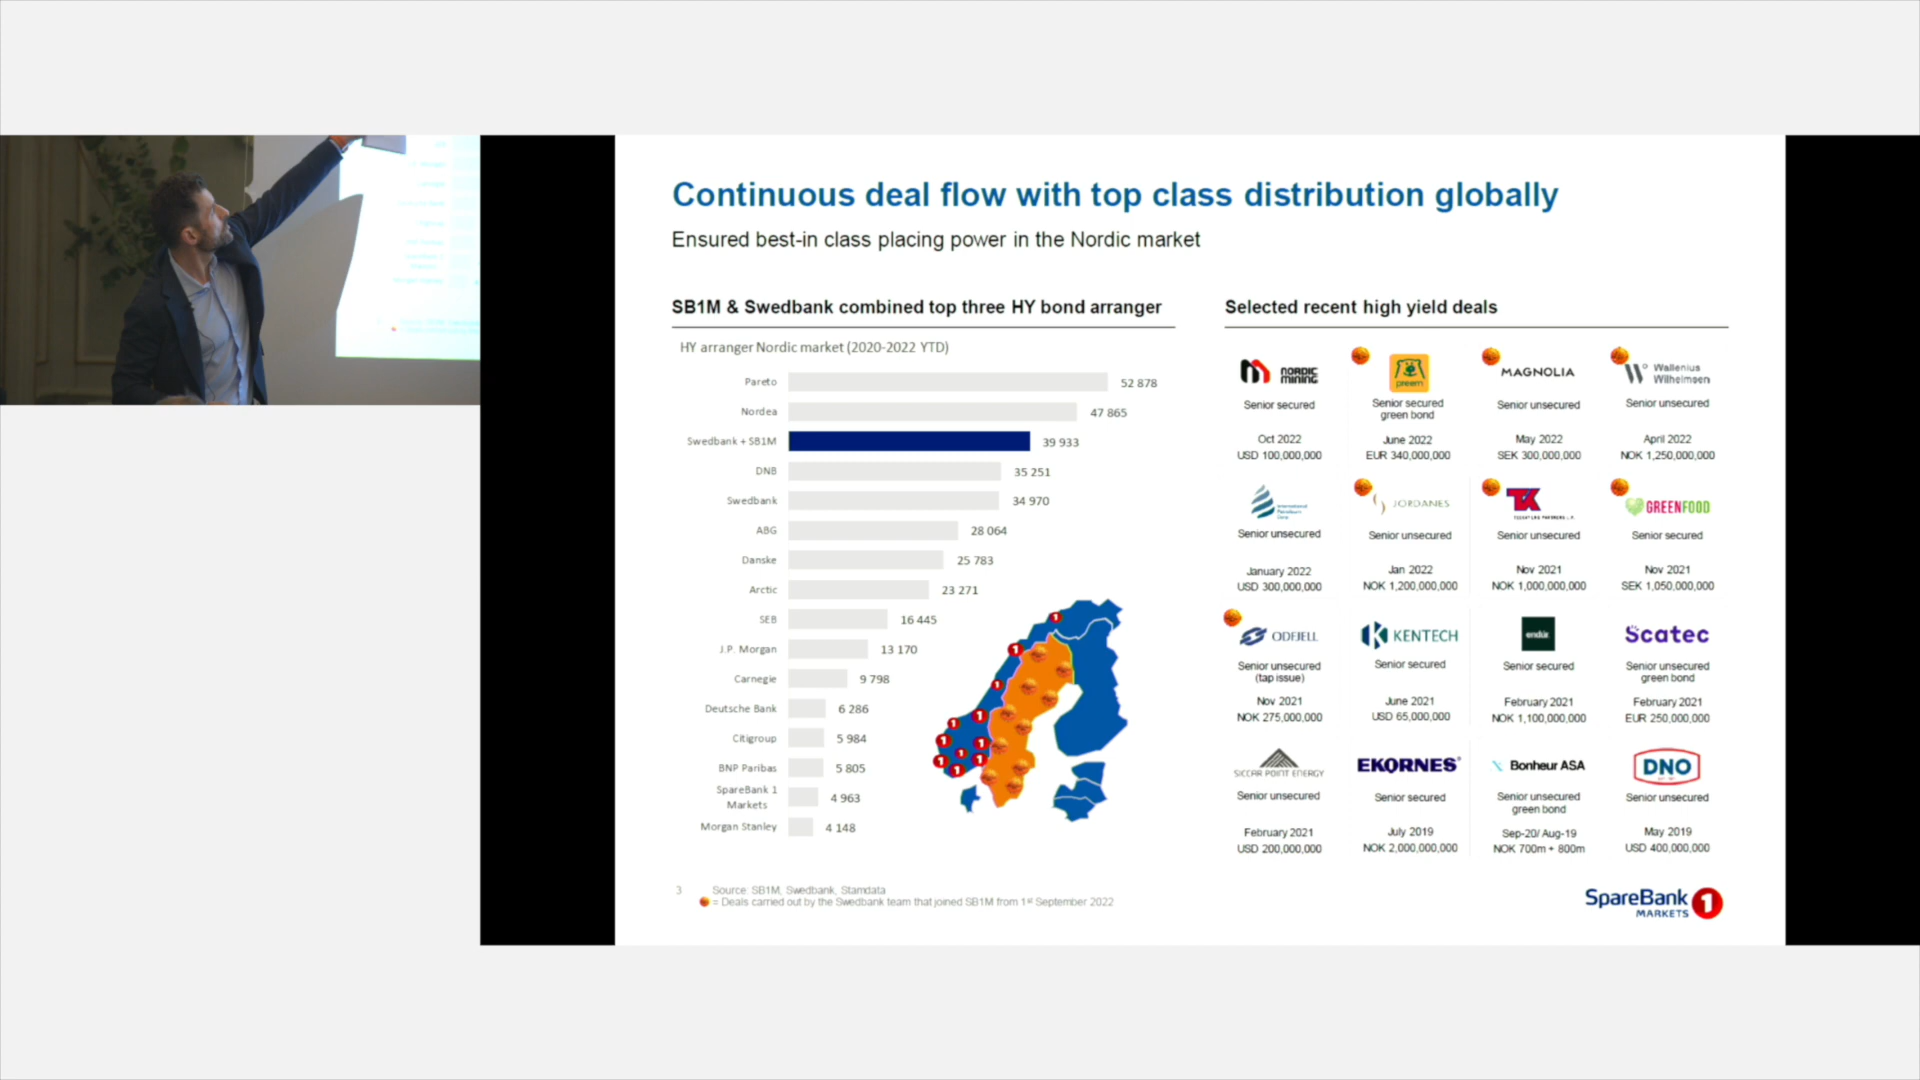 Continuous deal flow with top class distribution globally
Ensured best-in class placing power in the Nordic market
SB1M & Swedbank combined top three HY bond arranger
HY arranger Nordic market (2020-2022 YTD)
Pareto 52 878
Nordea 47 865
Swedbank + SB1M 39 933
DNB 35 251
Swedbank 34 970
ABG 28 064
Danske 25 783
Arctic 23 271
SEB 16 445
J.P. Morgan 13 170
Carnegie 9 798
Deutsche Bank 6 286
Citigroup 5 984
BNP Paribas 5 805
SpareBank 1
Markets 4 963
Morgan Stanley 4 148
Selected recent high yield deals
NORDIC
MINING
Senior secured
Oct 2022
USD 100,000,000
preem
Senior secured
green bond
June 2022
EUR 340,000,000
MAGNOLIA
Senior unsecured
May 2022
SEK 300,000,000
Wallenius
Wilhelmsen
Senior unsecured
April 2022
NOK 1,250,000,000
International
Petroleum
Corp
Senior unsecured
January 2022
USD 300,000,000
JORDANES
Senior unsecured
Jan 2022
NOK 1,200,000,000
TK
Senior unsecured
Nov 2021
NOK 1,000,000,000
GREENFOOD
Senior secured
Nov 2021
SEK 1,050,000,000
ODFJELL
Senior unsecured
(tap issue)
Nov 2021
NOK 275,000,000
KENTECH
Senior secured
June 2021
USD 65,000,000
endúr
Senior secured
February 2021
NOK 1,100,000,000
Scatec
Senior unsecured
green bond
February 2021
EUR 250,000,000
SICCAR POINT ENERGY
Senior unsecured
February 2021
USD 200,000,000
EKORNES
Senior secured
July 2019
NOK 2,000,000,000
Bonheur ASA
Senior unsecured
green bond
Sep-20/ Aug-19
NOK 700m + 800m
DNO
Senior unsecured
May 2019
USD 400,000,000
3
Source: SB1M, Swedbank, Stamdata
= Deals carried out by the Swedbank team that joined SB1M from 1st September 2022
SpareBank 1
MARKETS